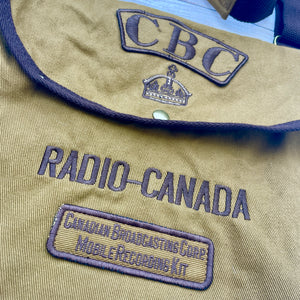 CBC
RADIO-CANADA
CANADIAN BROADCASTING CORP
MOBILE RECORDING KIT